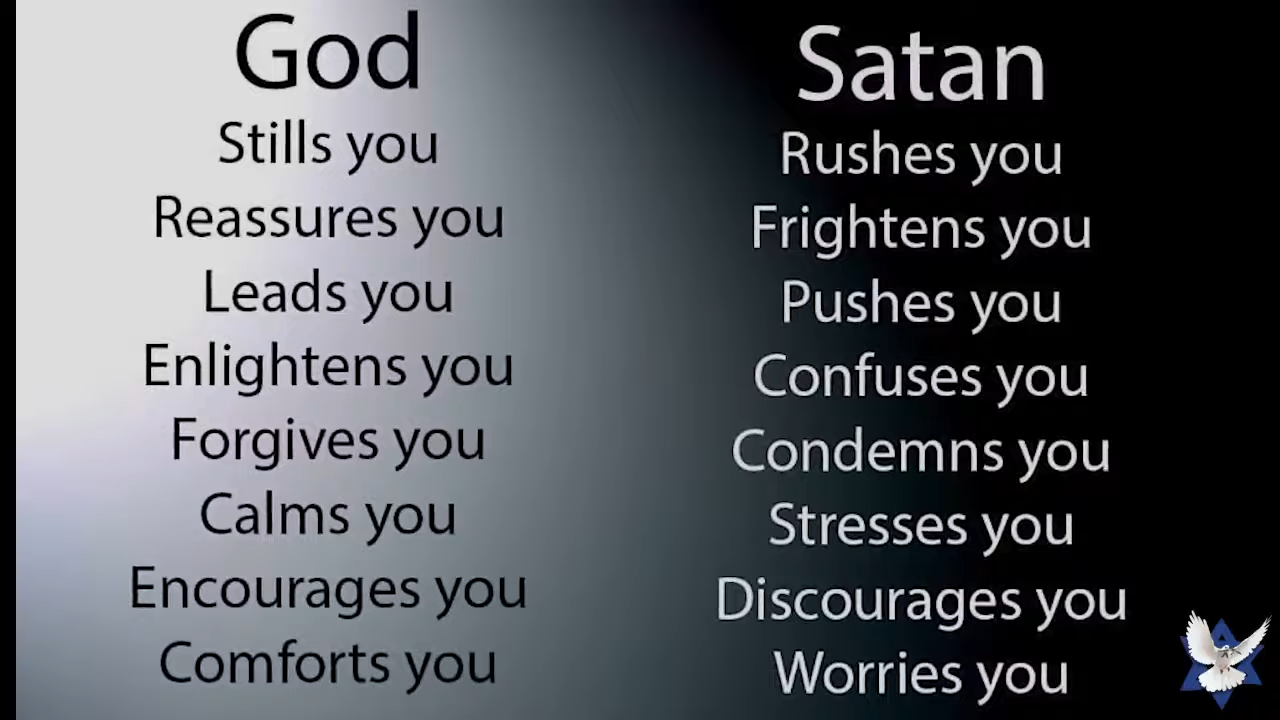 God
Stills you
Reassures you
Leads you
Enlightens you
Forgives you
Calms you
Encourages you
Comforts you
Satan
Rushes you
Frightens you
Pushes you
Confuses you
Condemns you
Stresses you
Discourages you
Worries you